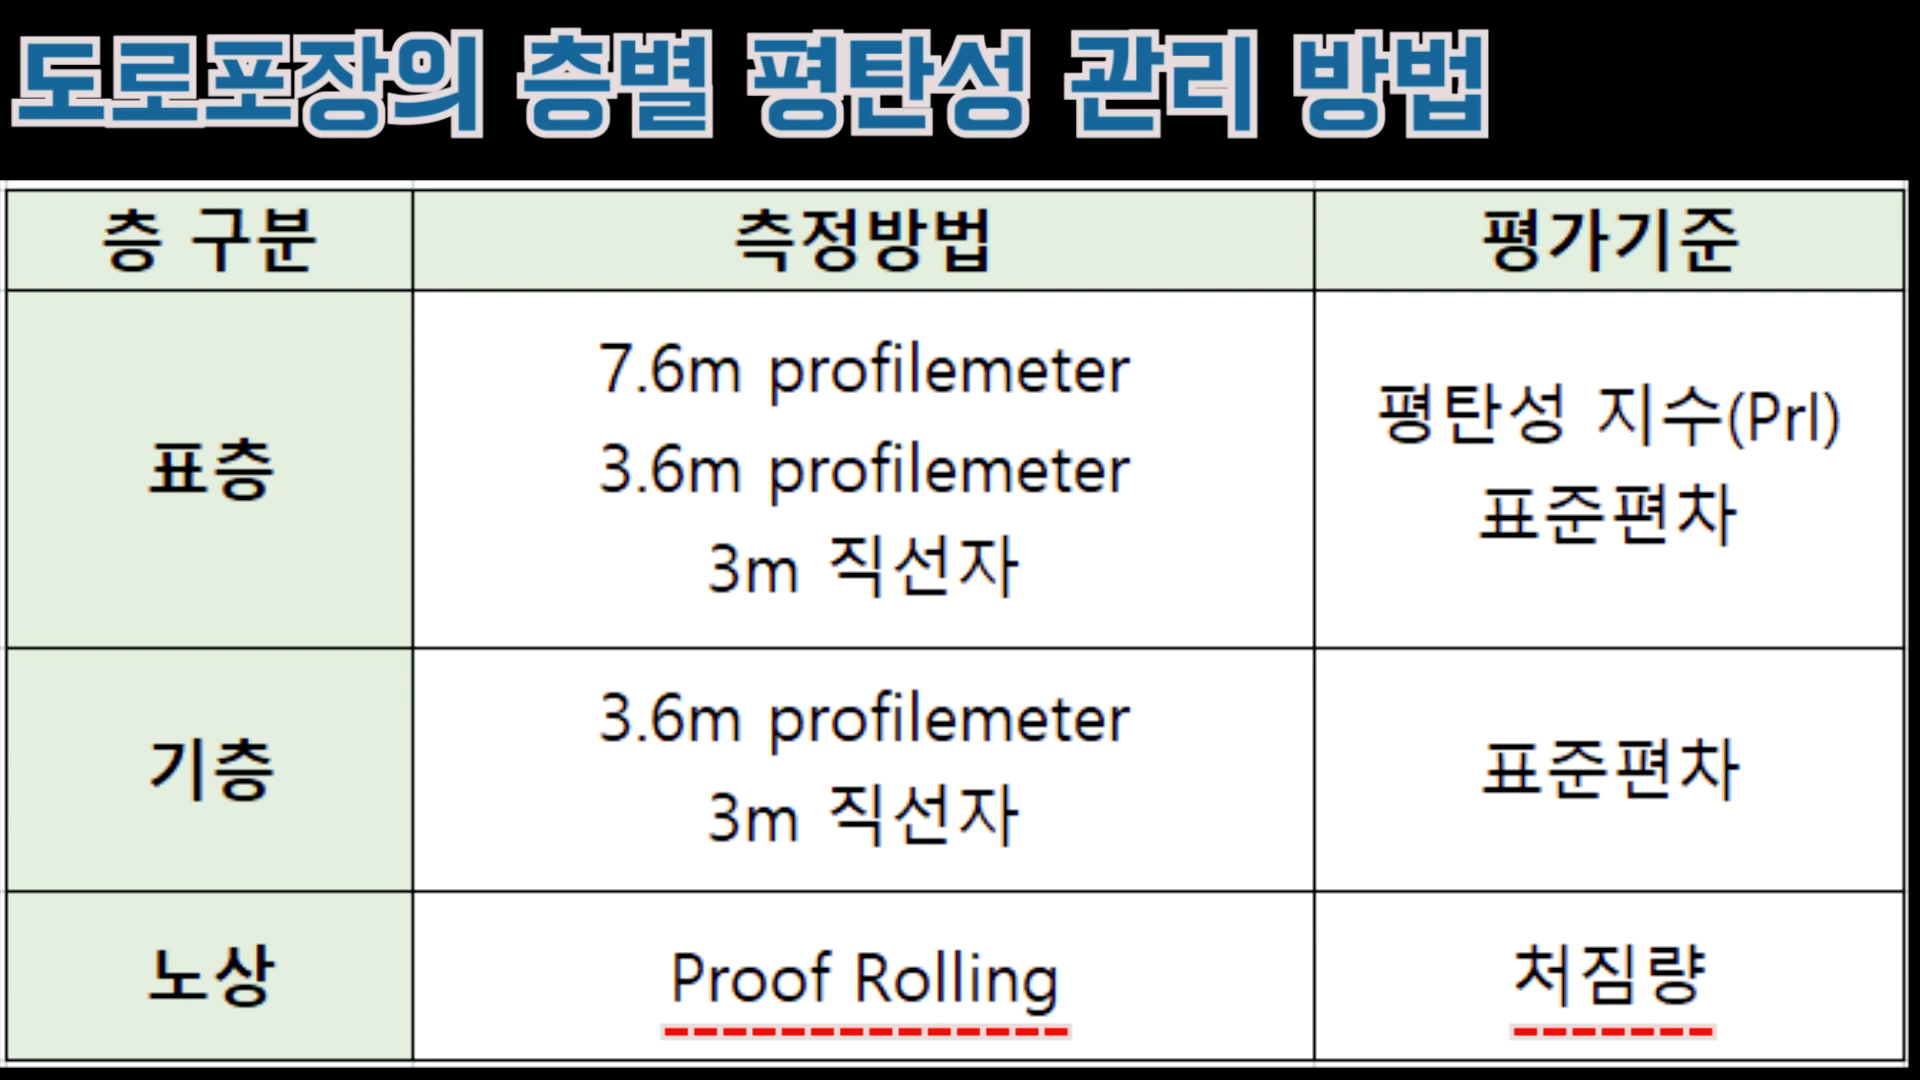 도로포장의 층별 평탄성 관리 방법
층 구분 측정방법 평가기준
표층
7.6m profilemeter
3.6m profilemeter
3m 직선자
평탄성 지수(PrI)
표준편차
기층
3.6m profilemeter
3m 직선자
표준편차
노상 Proof Rolling 처짐량